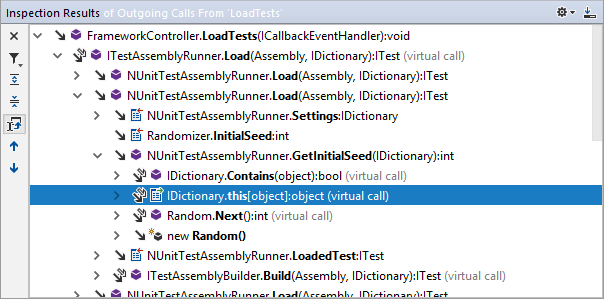 Inspection Results of Outgoing Calls From 'LoadTests'
FrameworkController.LoadTests(ICallbackEventHandler):void
ITestAssemblyRunner.Load(Assembly, IDictionary):ITest (virtual call)
NUnitTestAssemblyRunner.Load(Assembly, IDictionary):ITest
NUnitTestAssemblyRunner.Load(Assembly, IDictionary):ITest
NUnitTestAssemblyRunner.Settings:IDictionary
Randomizer.InitialSeed:int
NUnitTestAssemblyRunner.GetInitialSeed(IDictionary):int
IDictionary.Contains(object):bool (virtual call)
IDictionary.this[object]:object (virtual call)
Random.Next():int (virtual call)
new Random()
NUnitTestAssemblyRunner.LoadedTest:ITest
ITestAssemblyBuilder.Build(Assembly, IDictionary):ITest (virtual call)
NUnitTestAssemblyRunner.Load(Assembly, IDictionary):ITest